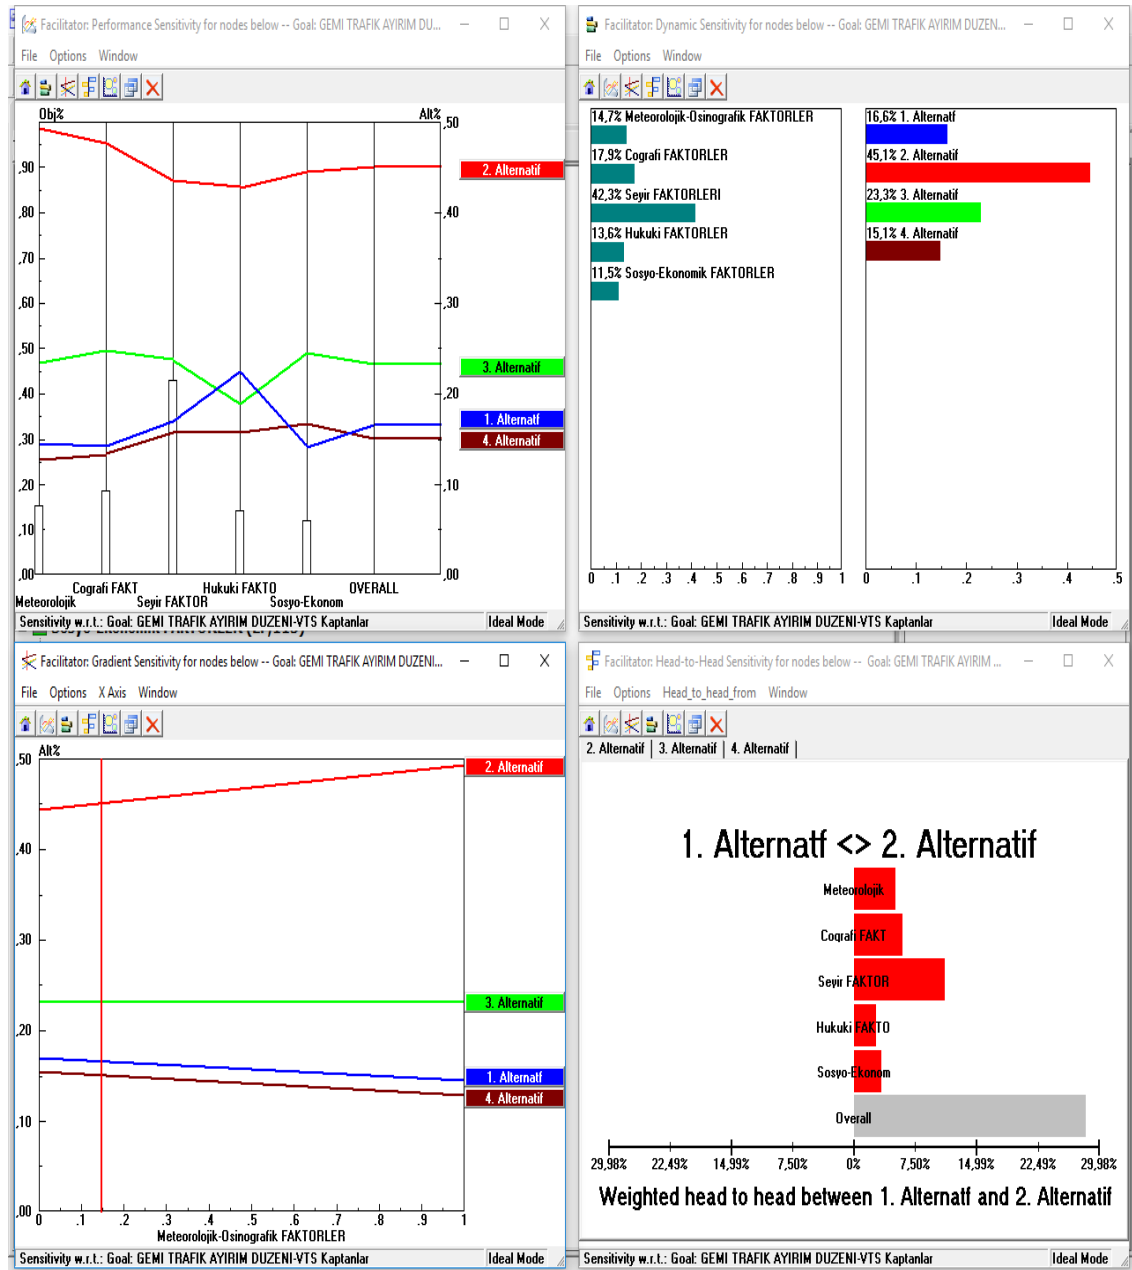 Facilitator: Performance Sensitivity for nodes below -- Goal: GEMI TRAFIK AYIRIM DU...
File Options Window
Obj%
Alt%
,90
,80
,70
,60
,50
,40
,30
,20
,10
,00
,50
,40
,30
,20
,10
,00
2. Alternatif
3. Alternatif
1. Alternatf
4. Alternatif
Cografi FAKT Hukuki FAKTO OVERALL
Meteorolojik Seyir FAKTOR Sosyo-Ekonom
Sensitivity w.r.t.: Goal: GEMI TRAFIK AYIRIM DUZENI-VTS Kaptanlar Ideal Mode
Facilitator: Dynamic Sensitivity for nodes below -- Goal: GEMI TRAFIK AYIRIM DUZEN...
File Options Window
14,7% Meteorolojik-Osinografik FAKTORLER
17,9% Cografi FAKTORLER
42,3% Seyir FAKTORLERI
13,6% Hukuki FAKTORLER
11,5% Sosyo-Ekonomik FAKTORLER
0 .1 .2 .3 .4 .5 .6 .7 .8 .9 1
16,6% 1. Alternatf
45,1% 2. Alternatif
23,3% 3. Alternatif
15,1% 4. Alternatif
0 .1 .2 .3 .4 .5
Sensitivity w.r.t.: Goal: GEMI TRAFIK AYIRIM DUZENI-VTS Kaptanlar Ideal Mode
Facilitator: Gradient Sensitivity for nodes below -- Goal: GEMI TRAFIK AYIRIM DUZENI...
File Options X Axis Window
Alt%
,50
,40
,30
,20
,10
,00
2. Alternatif
3. Alternatif
1. Alternatf
4. Alternatif
0 .1 .2 .3 .4 .5 .6 .7 .8 .9 1
Meteorolojik-Osinografik FAKTORLER
Sensitivity w.r.t.: Goal: GEMI TRAFIK AYIRIM DUZENI-VTS Kaptanlar Ideal Mode
Facilitator: Head-to-Head Sensitivity for nodes below -- Goal: GEMI TRAFIK AYIRIM ...
File Options Head_to_head_from Window
2. Alternatif 3. Alternatif 4. Alternatif
1. Alternatf <> 2. Alternatif
Meteorolojik
Cografi FAKT
Seyir FAKTOR
Hukuki FAKTO
Sosyo-Ekonom
Overall
29,98% 22,49% 14,99% 7,50% 0% 7,50% 14,99% 22,49% 29,98%
Weighted head to head between 1. Alternatf and 2. Alternatif
Sensitivity w.r.t.: Goal: GEMI TRAFIK AYIRIM DUZENI-VTS Kaptanlar Ideal Mode